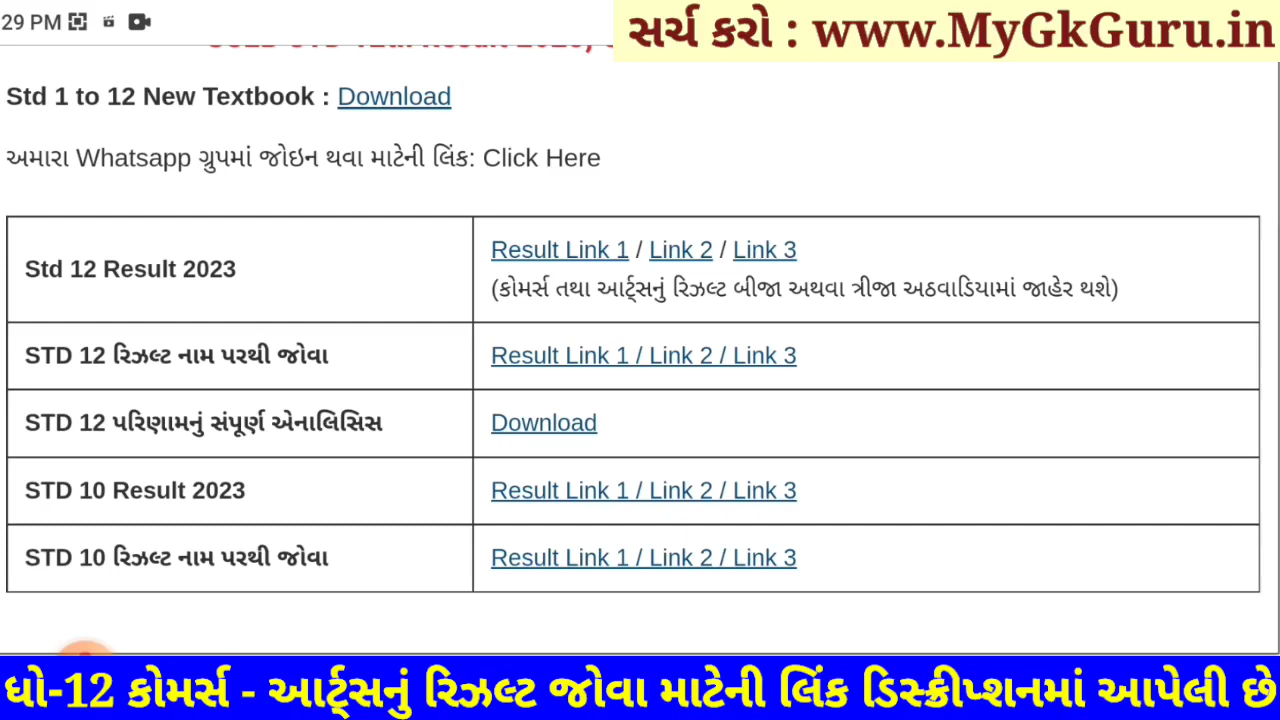 29 PM
સર્ચ કરો : www.MyGkGuru.in
Std 1 to 12 New Textbook : Download
અમારા Whatsapp ગ્રુપમાં જોઇન થવા માટેની લિંક: Click Here
Std 12 Result 2023
Result Link 1 / Link 2 / Link 3
(કોમર્સ તથા આર્ટ્સનું રિઝલ્ટ બીજા અથવા ત્રીજા અઠવાડિયામાં જાહેર થશે)
STD 12 રિઝલ્ટ નામ પરથી જોવા
Result Link 1 / Link 2 / Link 3
STD 12 પરિણામનું સંપૂર્ણ એનાલિસિસ
Download
STD 10 Result 2023
Result Link 1 / Link 2 / Link 3
STD 10 રિઝલ્ટ નામ પરથી જોવા
Result Link 1 / Link 2 / Link 3
ધો-12 કોમર્સ - આર્ટ્સનું રિઝલ્ટ જોવા માટેની લિંક ડિસ્ક્રીપ્શનમાં આપેલી છે